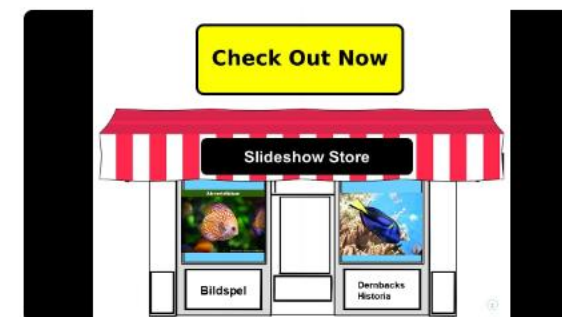 Check Out Now
Slideshow Store
Bildspel
Dernbacks
Historia